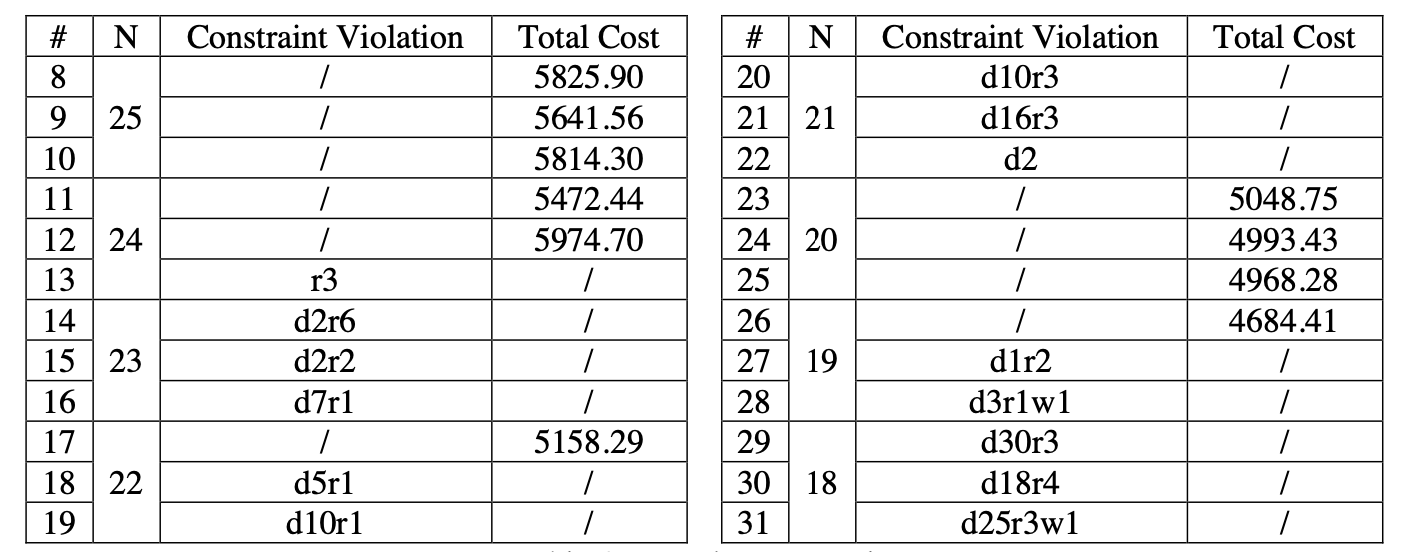 # N Constraint Violation Total Cost
8 / 5825.90
9 25 / 5641.56
10 / 5814.30
11 / 5472.44
12 24 / 5974.70
13 r3 /
14 d2r6 /
15 23 d2r2 /
16 d7r1 /
17 / 5158.29
18 22 d5r1 /
19 d10r1 /
# N Constraint Violation Total Cost
20 d10r3 /
21 21 d16r3 /
22 d2 /
23 / 5048.75
24 20 / 4993.43
25 / 4968.28
26 / 4684.41
27 19 d1r2 /
28 d3r1w1 /
29 d30r3 /
30 18 d18r4 /
31 d25r3w1 /